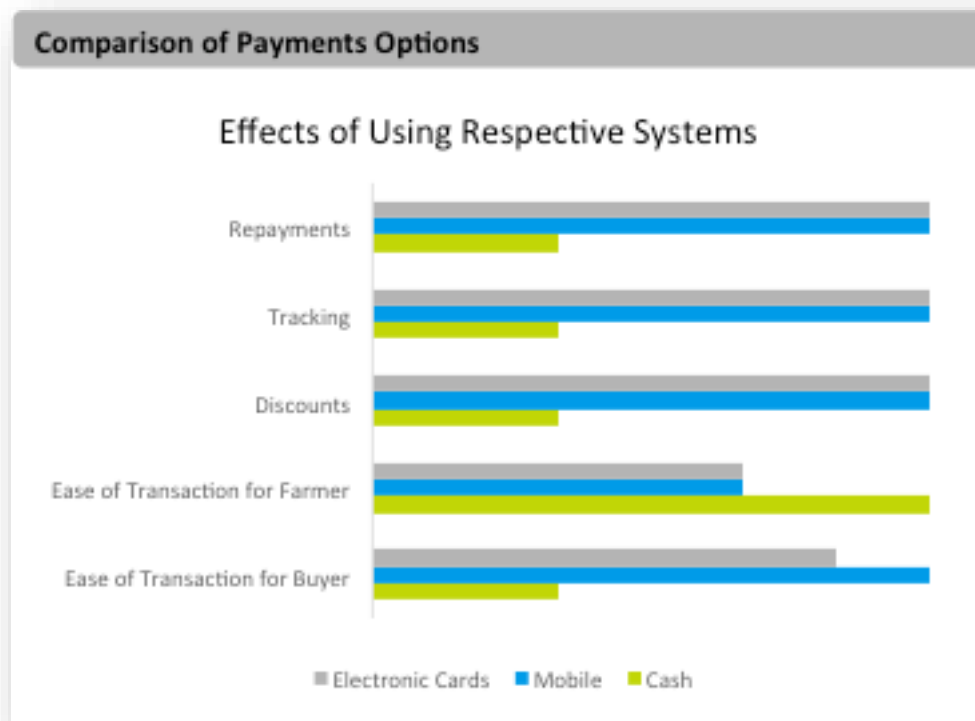 Comparison of Payments Options
Effects of Using Respective Systems
Repayments
Tracking
Discounts
Ease of Transaction for Farmer
Ease of Transaction for Buyer
Electronic Cards Mobile Cash